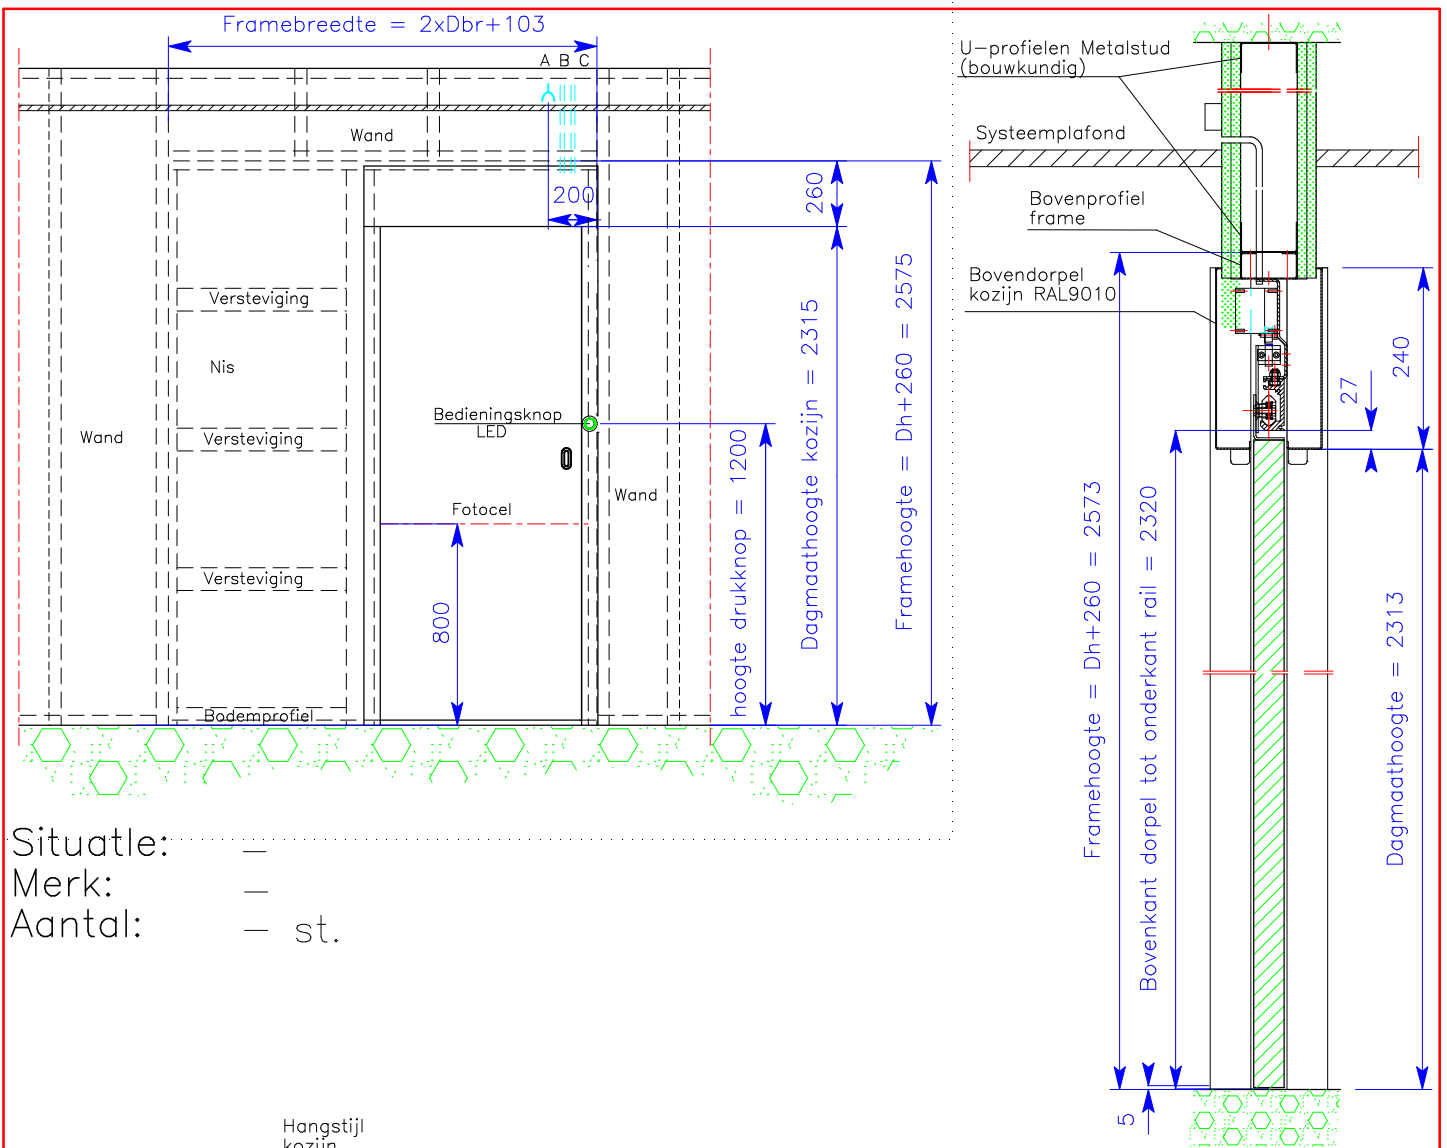 Framebreedte = 2xDbr+103
A B C
Wand
200
260
Versteviging
Nis
Bedieningsknop
LED
Wand
Versteviging
Wand
Fotocel
Versteviging
800
Bodemprofiel
hoogte drukknop = 1200
Dagmaathoogte kozijn = 2315
Framehoogte = Dh+260 = 2575
U-profielen Metalstud
(bouwkundig)
Systeemplafond
Bovenprofiel
frame
Bovendorpel
kozijn RAL9010
240
27
Framehoogte = Dh+260 = 2573
Bovenkant dorpel tot onderkant rail = 2320
Dagmaathoogte = 2313
5
Situatie: -
Merk: -
Aantal: - st.
Hangstijl
kozijn